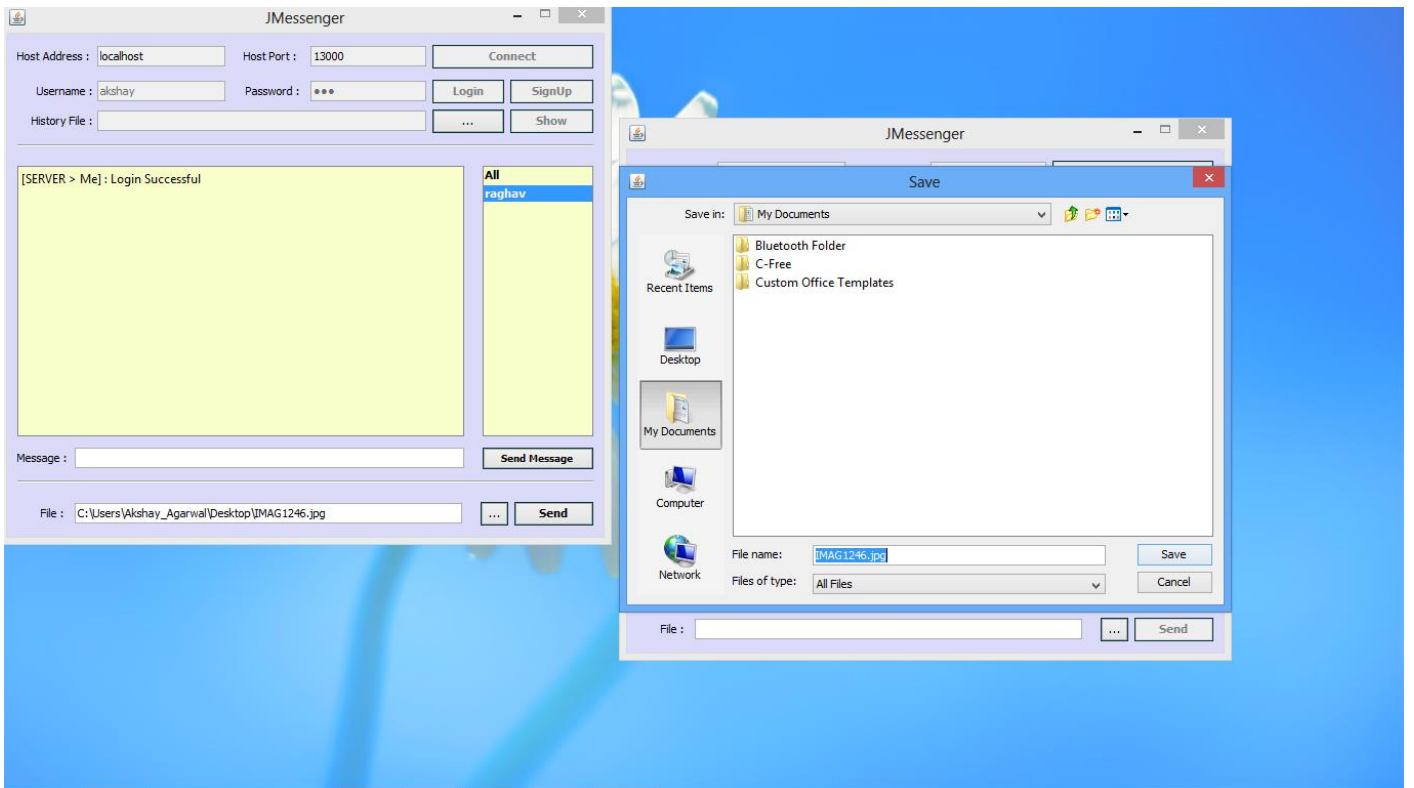 JMessenger
Host Address : localhost Host Port : 13000 Connect
Username : akshay Password : ●●● Login SignUp
History File : ... Show
[SERVER > Me] : Login Successful
All
raghav
Message : Send Message
File : C:\Users\Akshay_Agarwal\Desktop\IMAG1246.jpg ... Send
JMessenger
Save
Save in: My Documents
Bluetooth Folder
C-Free
Custom Office Templates
Recent Items
Desktop
My Documents
Computer
Network
File name: IMAG1246.jpg Save
Files of type: All Files Cancel
File : ... Send